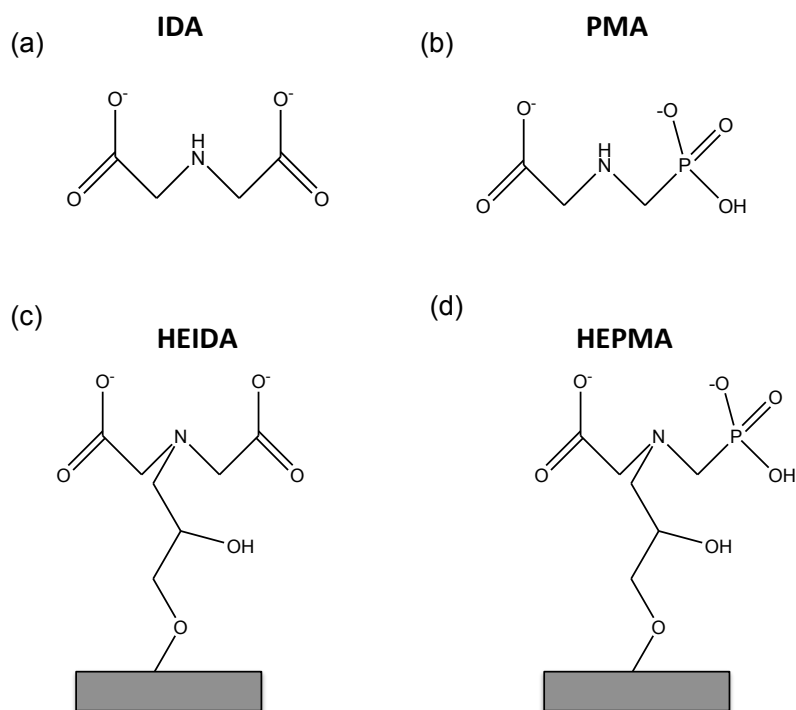 IDA
PMA
(a)
(b)
O-
O-
H
N
O
O
O-
H
N
-O
O
P
O
OH
(c)
(d)
HEIDA
HEPMA
O-
O-
N
O
O
OH
O
O-
-O
O
N
P
O
OH
OH
O